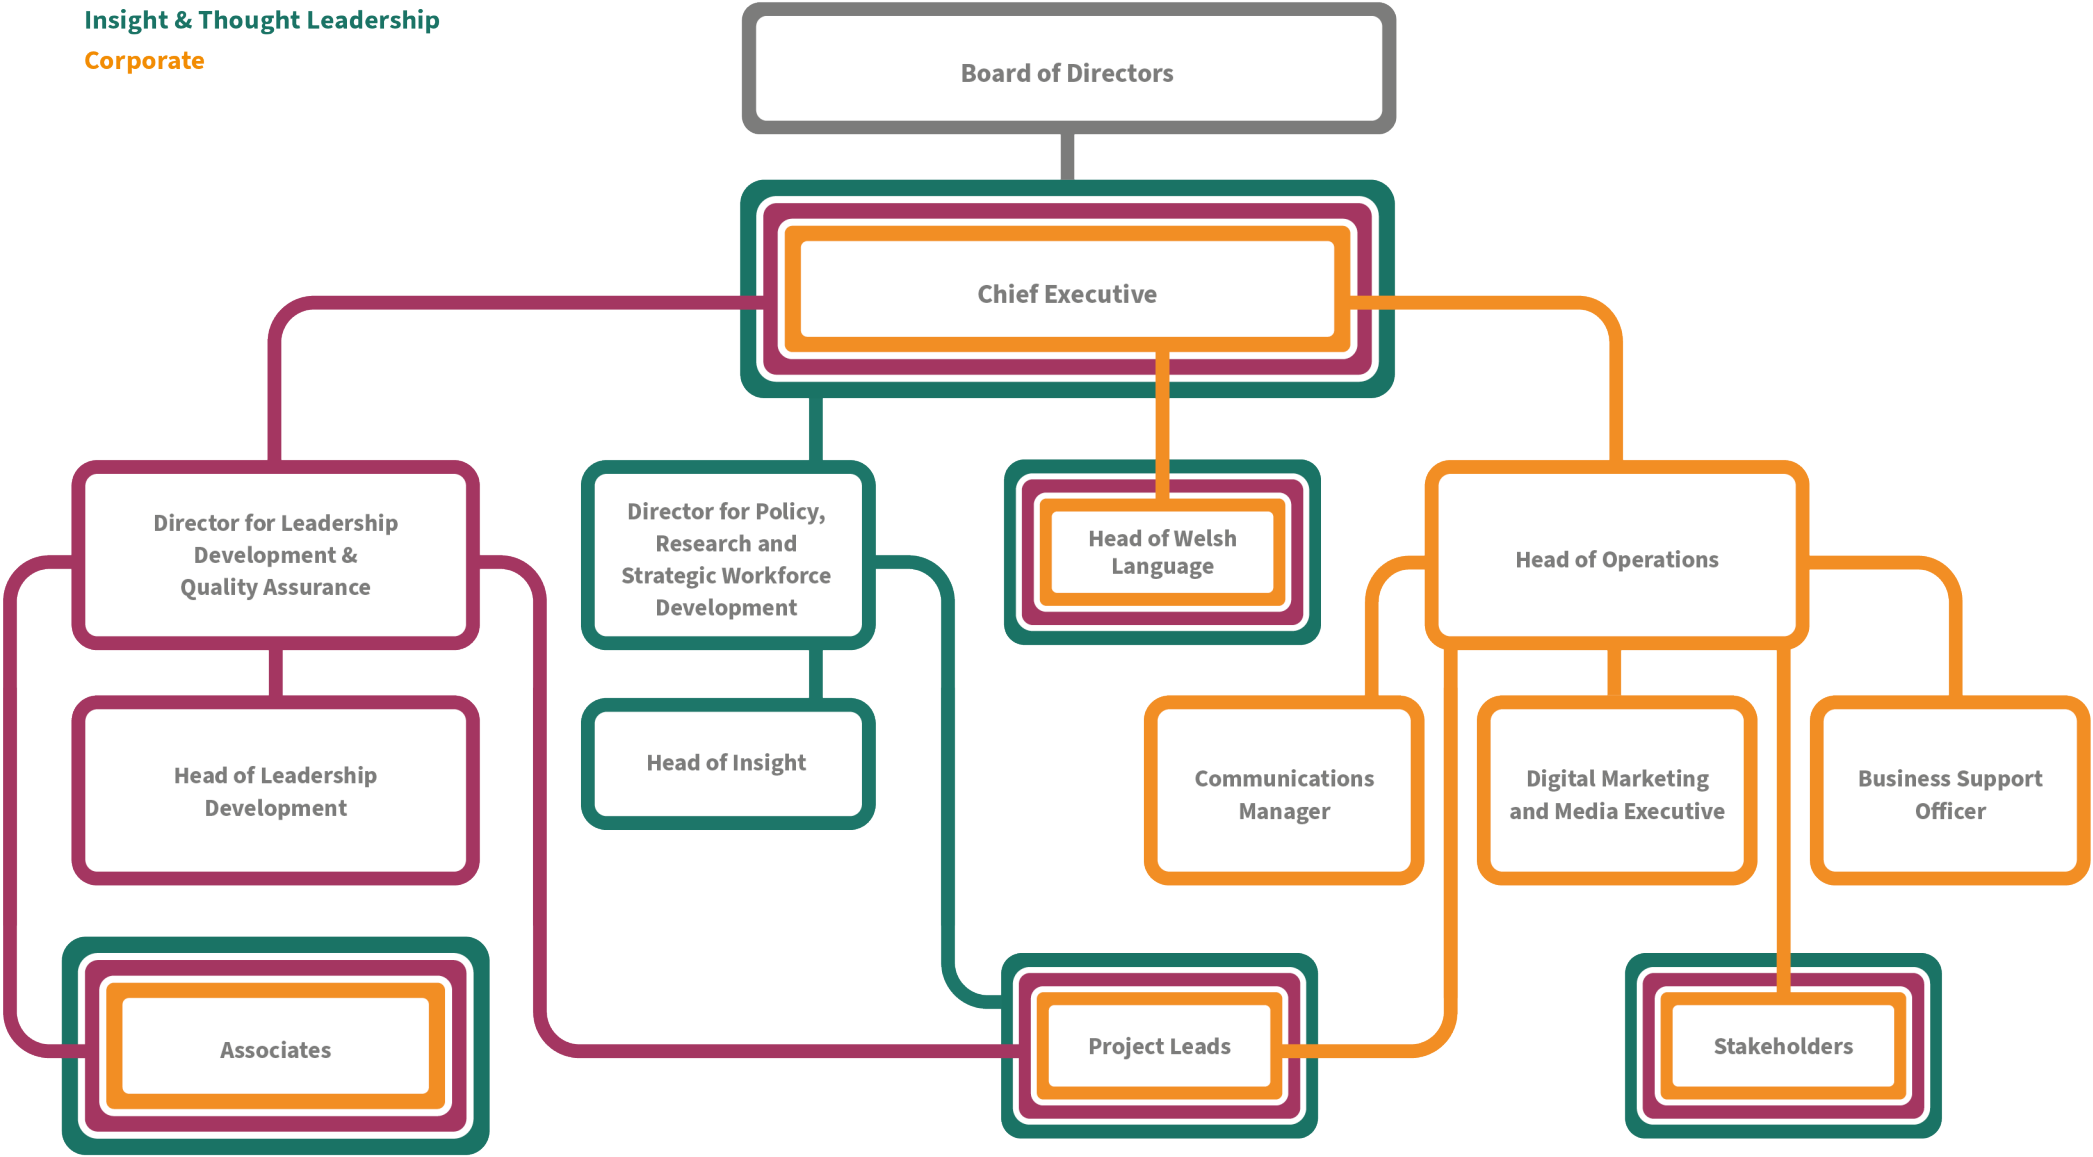 Insight & Thought Leadership
Corporate
Board of Directors
Chief Executive
Director for Leadership
Development &
Quality Assurance
Director for Policy,
Research and
Strategic Workforce
Development
Head of Welsh
Language
Head of Operations
Head of Leadership
Development
Head of Insight
Communications
Manager
Digital Marketing
and Media Executive
Business Support
Officer
Associates
Project Leads
Stakeholders